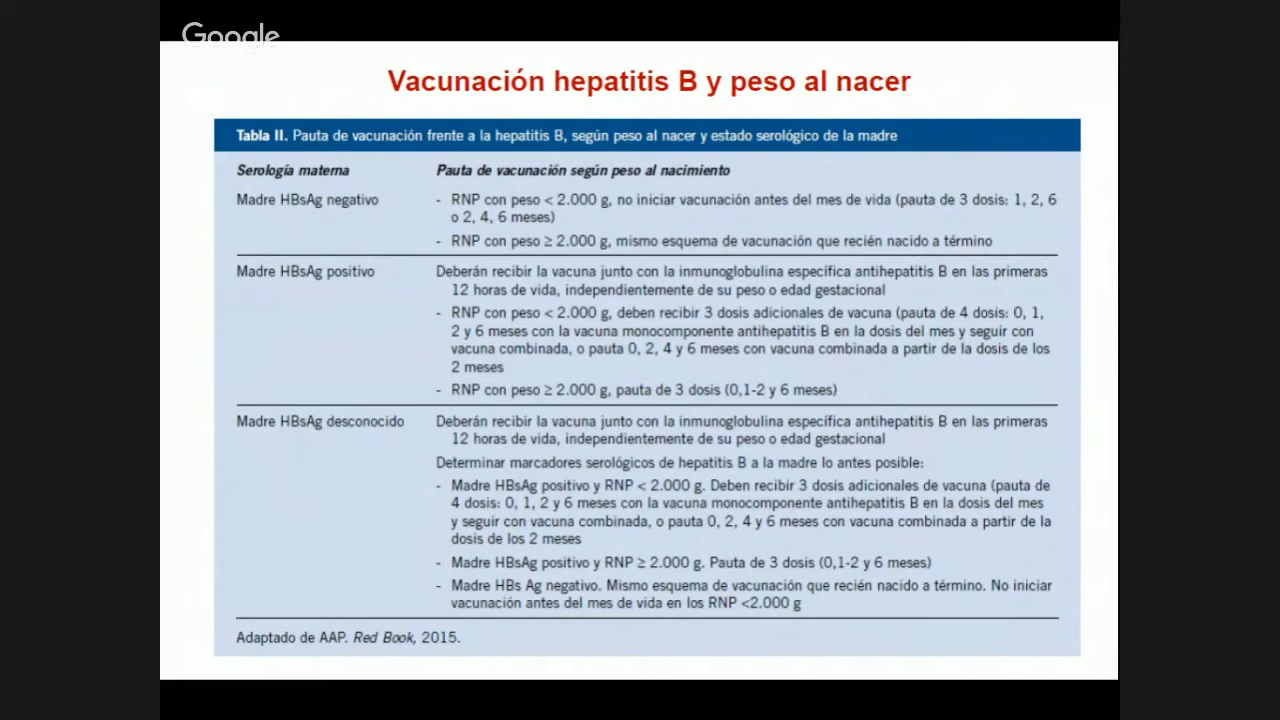 Google
Vacunación hepatitis B y peso al nacer
Tabla II. Pauta de vacunación frente a la hepatitis B, según peso al nacer y estado serológico de la madre
Serología materna
Pauta de vacunación según peso al nacimiento
Madre HBsAg negativo
- RNP con peso < 2.000 g, no iniciar vacunación antes del mes de vida (pauta de 3 dosis: 1, 2, 6
o 2, 4, 6 meses)
- RNP con peso ≥ 2.000 g, mismo esquema de vacunación que recién nacido a término
Madre HBsAg positivo
Deberán recibir la vacuna junto con la inmunoglobulina específica antihepatitis B en las primeras
12 horas de vida, independientemente de su peso o edad gestacional
- RNP con peso < 2.000 g, deben recibir 3 dosis adicionales de vacuna (pauta de 4 dosis: 0, 1,
2 y 6 meses con la vacuna monocomponente antihepatitis B en la dosis del mes y seguir con
vacuna combinada, o pauta 0, 2, 4 y 6 meses con vacuna combinada a partir de la dosis de los
2 meses
- RNP con peso ≥ 2.000 g, pauta de 3 dosis (0,1-2 y 6 meses)
Madre HBsAg desconocido
Deberán recibir la vacuna junto con la inmunoglobulina específica antihepatitis B en las primeras
12 horas de vida, independientemente de su peso o edad gestacional
Determinar marcadores serológicos de hepatitis B a la madre lo antes posible:
- Madre HBsAg positivo y RNP < 2.000 g. Deben recibir 3 dosis adicionales de vacuna (pauta de
4 dosis: 0, 1, 2 y 6 meses con la vacuna monocomponente antihepatitis B en la dosis del mes
y seguir con vacuna combinada, o pauta 0, 2, 4 y 6 meses con vacuna combinada a partir de la
dosis de los 2 meses
- Madre HBsAg positivo y RNP ≥ 2.000 g. Pauta de 3 dosis (0,1-2 y 6 meses)
- Madre HBs Ag negativo. Mismo esquema de vacunación que recién nacido a término. No iniciar
vacunación antes del mes de vida en los RNP <2.000 g
Adaptado de AAP. Red Book, 2015.